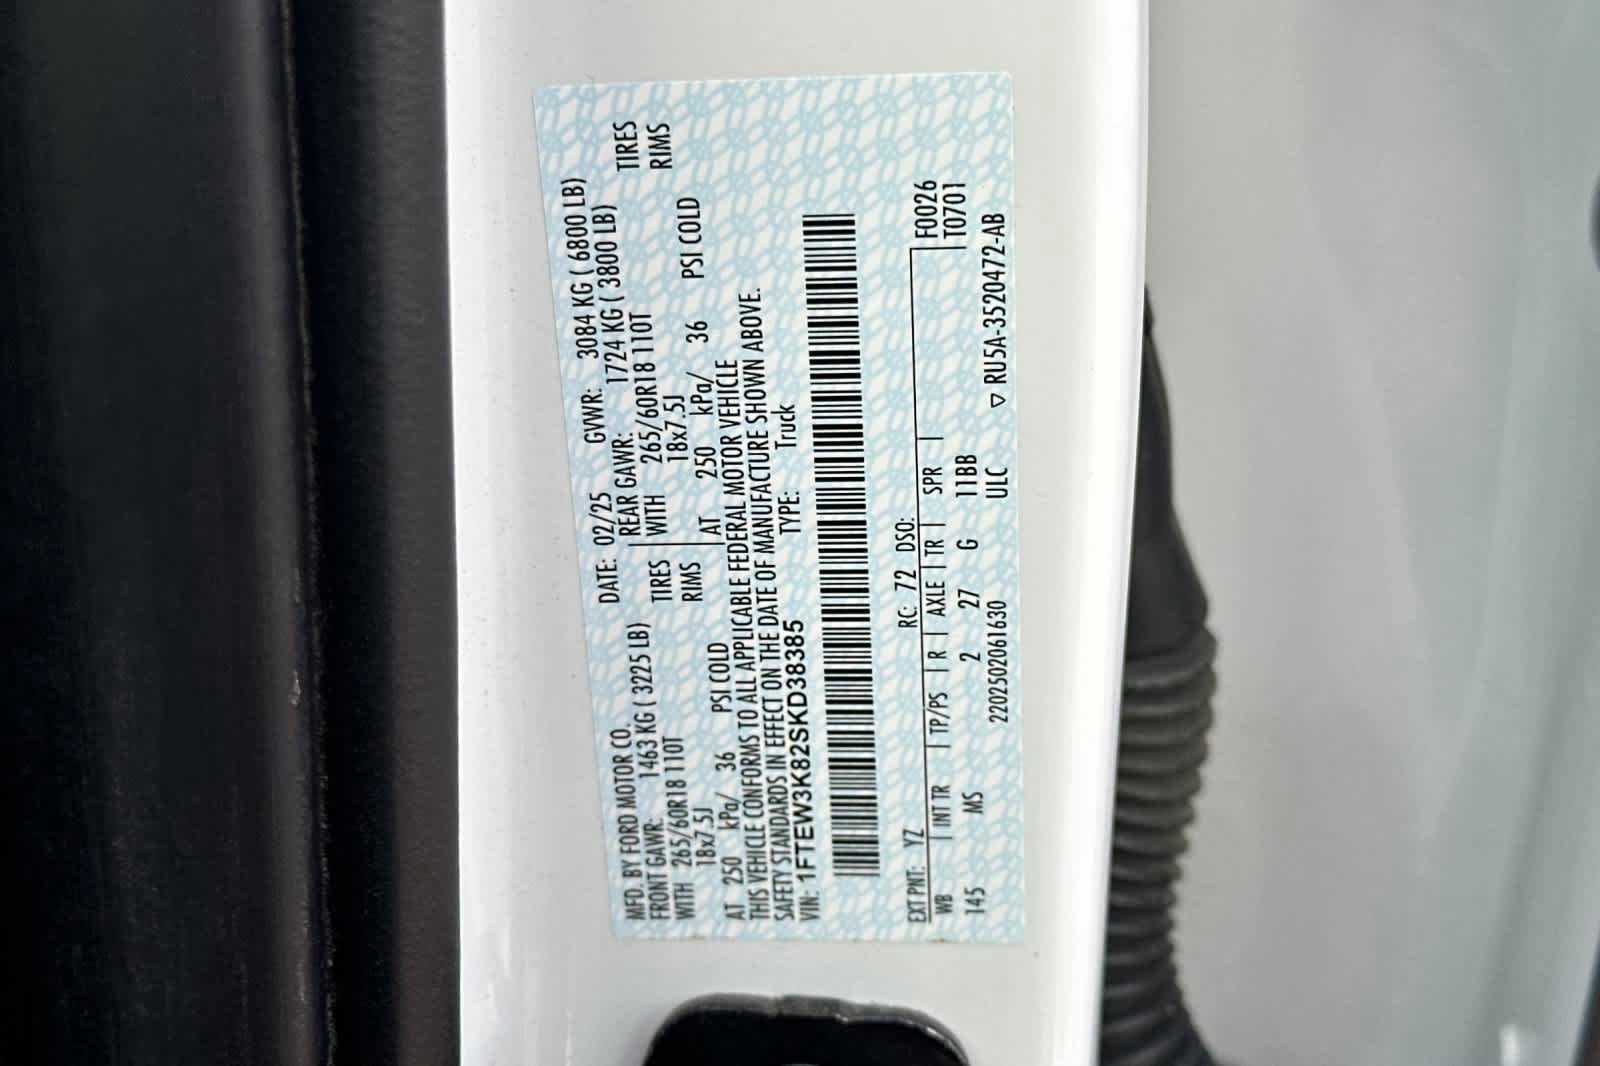 MFD. BY FORD MOTOR CO.
DATE: 02/25 GVWR: 3084 KG ( 6800 LB)
FRONT GAWR: 1463 KG ( 3225 LB) REAR GAWR: 1724 KG ( 3800 LB)
WITH 265/60R18 110T TIRES WITH 265/60R18 110T TIRES
18x7.5J RIMS 18x7.5J RIMS
AT 250 kPa/ 36 PSI COLD AT 250 kPa/ 36 PSI COLD
THIS VEHICLE CONFORMS TO ALL APPLICABLE FEDERAL MOTOR VEHICLE
SAFETY STANDARDS IN EFFECT ON THE DATE OF MANUFACTURE SHOWN ABOVE.
VIN: 1FTEW3K82SKD38385 TYPE: Truck
EXT PNT: YZ RC: 72 DSO: F0026
WB INT TR TP/PS R AXLE TR SPR T0701
145 MS 2 27 G 11BB
2202502061630 ULC ▽ RU5A-3520472-AB